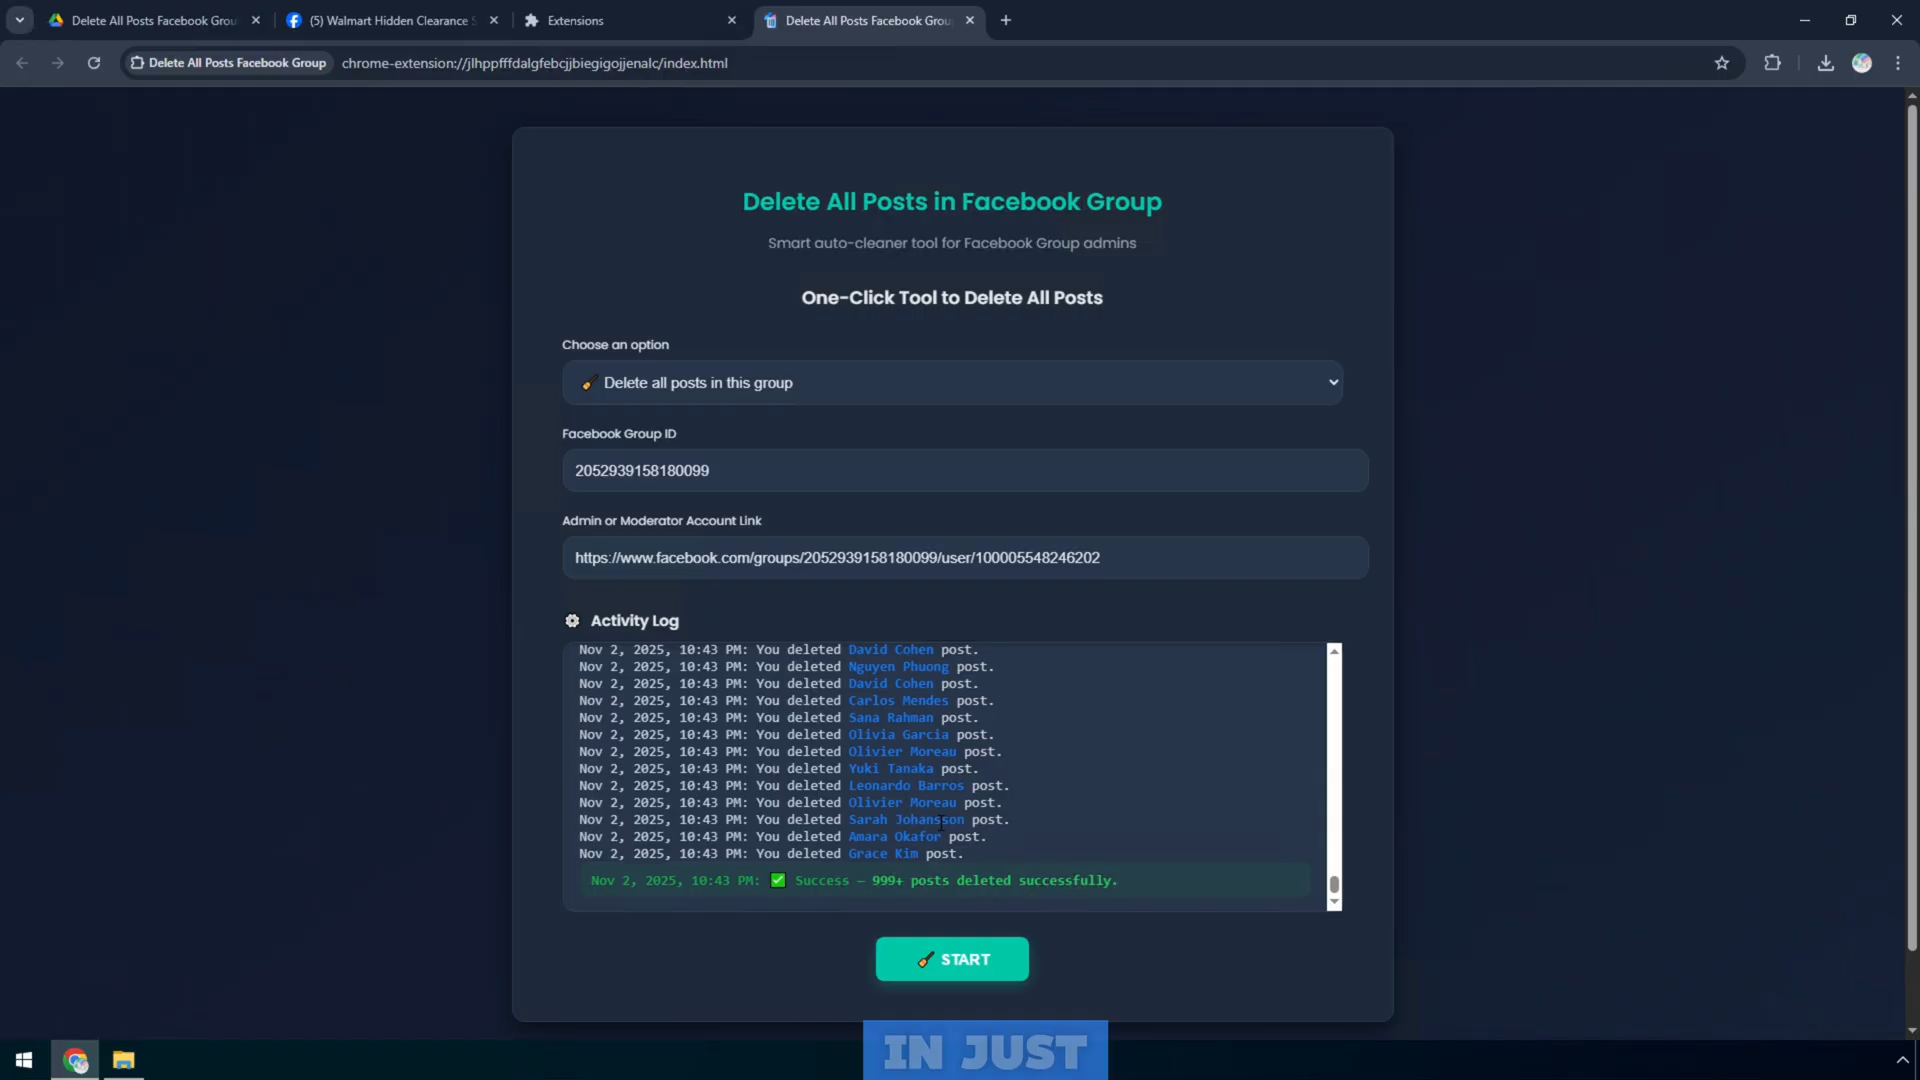 Delete All Posts Facebook Grou
(5) Walmart Hidden Clearance S
Extensions
Delete All Posts Facebook Grou
Delete All Posts Facebook Group
chrome-extension://jlhppfffdalgfebcjjbiegigojjenalc/index.html
Delete All Posts in Facebook Group
Smart auto-cleaner tool for Facebook Group admins
One-Click Tool to Delete All Posts
Choose an option
Delete all posts in this group
Facebook Group ID
2052939158180099
Admin or Moderator Account Link
https://www.facebook.com/groups/2052939158180099/user/100005548246202
Activity Log
Nov 2, 2025, 10:43 PM: You deleted David Cohen post.
Nov 2, 2025, 10:43 PM: You deleted Nguyen Phuong post.
Nov 2, 2025, 10:43 PM: You deleted David Cohen post.
Nov 2, 2025, 10:43 PM: You deleted Carlos Mendes post.
Nov 2, 2025, 10:43 PM: You deleted Sana Rahman post.
Nov 2, 2025, 10:43 PM: You deleted Olivia Garcia post.
Nov 2, 2025, 10:43 PM: You deleted Olivier Moreau post.
Nov 2, 2025, 10:43 PM: You deleted Yuki Tanaka post.
Nov 2, 2025, 10:43 PM: You deleted Leonardo Barros post.
Nov 2, 2025, 10:43 PM: You deleted Olivier Moreau post.
Nov 2, 2025, 10:43 PM: You deleted Sarah Johansson post.
Nov 2, 2025, 10:43 PM: You deleted Amara Okafor post.
Nov 2, 2025, 10:43 PM: You deleted Grace Kim post.
Nov 2, 2025, 10:43 PM: ✅ Success – 999+ posts deleted successfully.
START
IN JUST